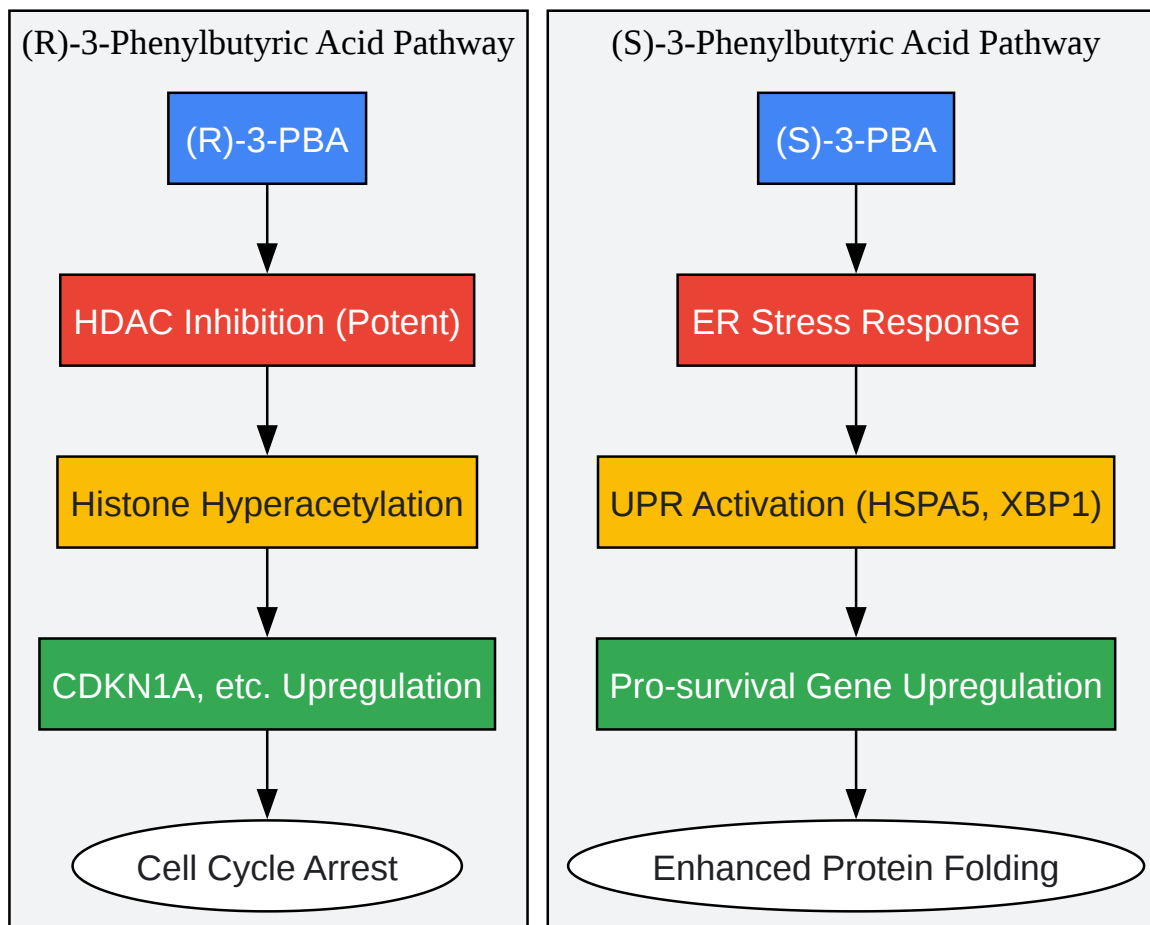 (R)-3-Phenylbutyric Acid Pathway
(R)-3-PBA
HDAC Inhibition (Potent)
Histone Hyperacetylation
CDKN1A, etc. Upregulation
Cell Cycle Arrest
(S)-3-Phenylbutyric Acid Pathway
(S)-3-PBA
ER Stress Response
UPR Activation (HSPA5, XBP1)
Pro-survival Gene Upregulation
Enhanced Protein Folding